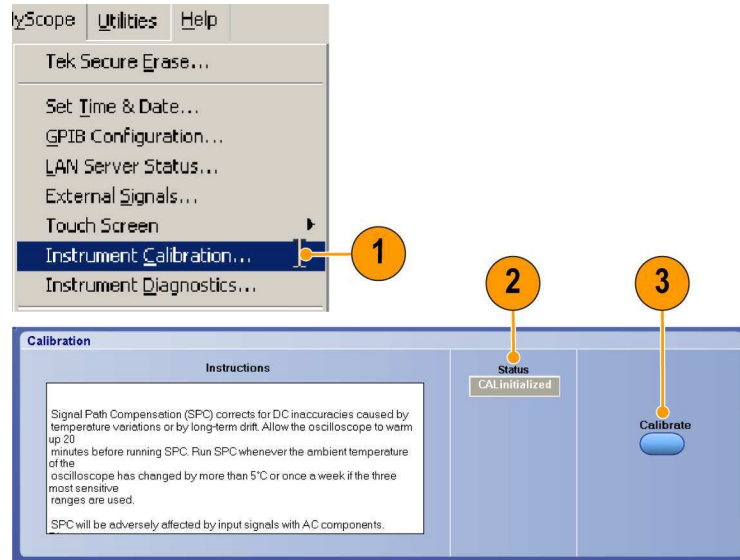 Utilities Help
Tek Secure Erase...
Set Time & Date...
GPIB Configuration...
LAN Server Status...
External Signals...
Touch Screen
Instrument Calibration...
1
Instrument Diagnostics...
2
3
Calibration
Instructions
Status
CALinitialized
Calibrate
Signal Path Compensation (SPC) corrects for DC inaccuracies caused by
temperature variations or by long-term drift. Allow the oscilloscope to warm
up 20
minutes before running SPC. Run SPC whenever the ambient temperature
of the
oscilloscope has changed by more than 5°C or once a week if the three
most sensitive
ranges are used.
SPC will be adversely affected by input signals with AC components.